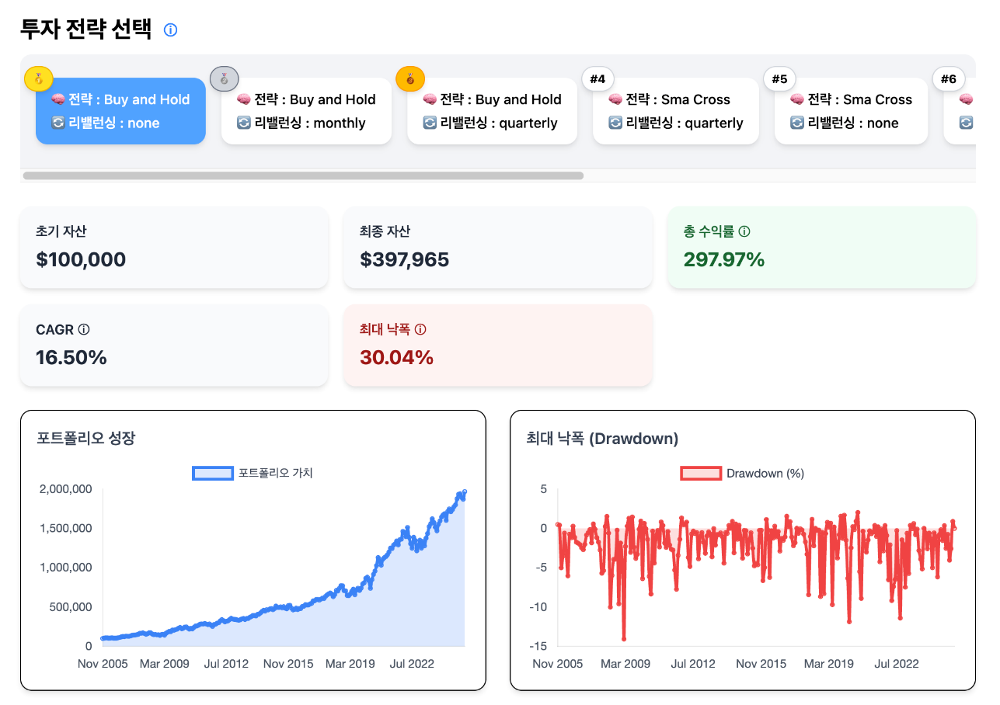 투자 전략 선택
전략 : Buy and Hold
리밸런싱 : none
전략 : Buy and Hold
리밸런싱 : monthly
전략 : Buy and Hold
리밸런싱 : quarterly
#4
전략 : Sma Cross
리밸런싱 : quarterly
#5
전략 : Sma Cross
리밸런싱 : none
#6
초기 자산
$100,000
최종 자산
$397,965
총 수익률
297.97%
CAGR
16.50%
최대 낙폭
30.04%
포트폴리오 성장
포트폴리오 가치
2,000,000
1,500,000
1,000,000
500,000
0
Nov 2005 Mar 2009 Jul 2012 Nov 2015 Mar 2019 Jul 2022
최대 낙폭 (Drawdown)
Drawdown (%)
5
0
-5
-10
-15
Nov 2005 Mar 2009 Jul 2012 Nov 2015 Mar 2019 Jul 2022